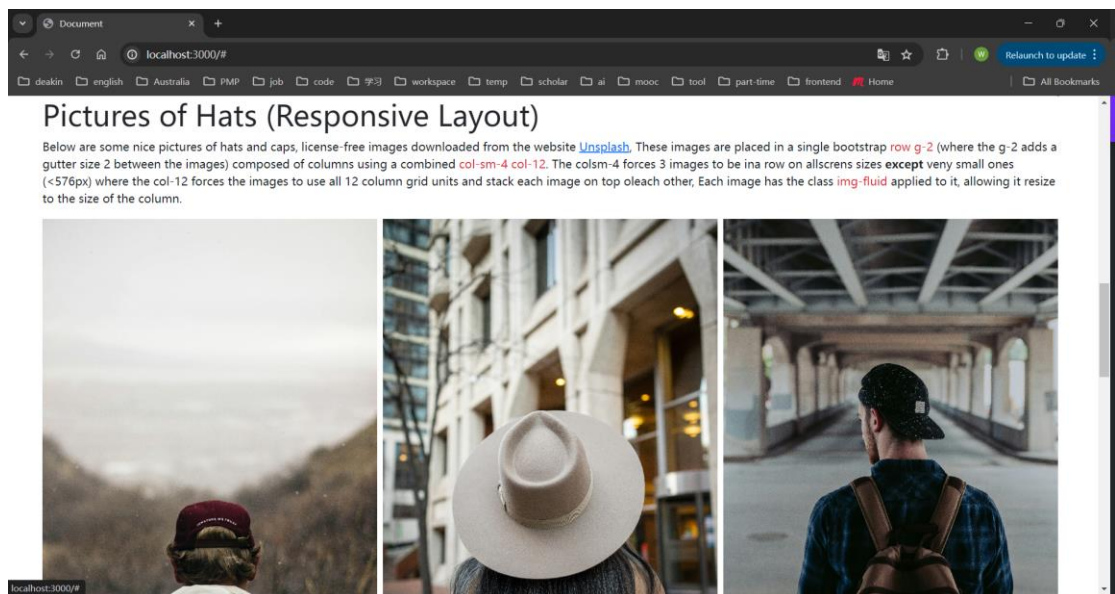 Document
localhost:3000/#
W
Relaunch to update
deakin english Australia PMP job code 学习 workspace temp scholar ai mooc tool part-time frontend Home All Bookmarks
Pictures of Hats (Responsive Layout)
Below are some nice pictures of hats and caps, license-free images downloaded from the website Unsplash, These images are placed in a single bootstrap row g-2 (where the g-2 adds a
gutter size 2 between the images) composed of columns using a combined col-sm-4 col-12. The colsm-4 forces 3 images to be ina row on allscrens sizes except veny small ones
(<576px) where the col-12 forces the images to use all 12 column grid units and stack each image on top oleach other, Each image has the class img-fluid applied to it, allowing it resize
to the size of the column.
localhost:3000/#